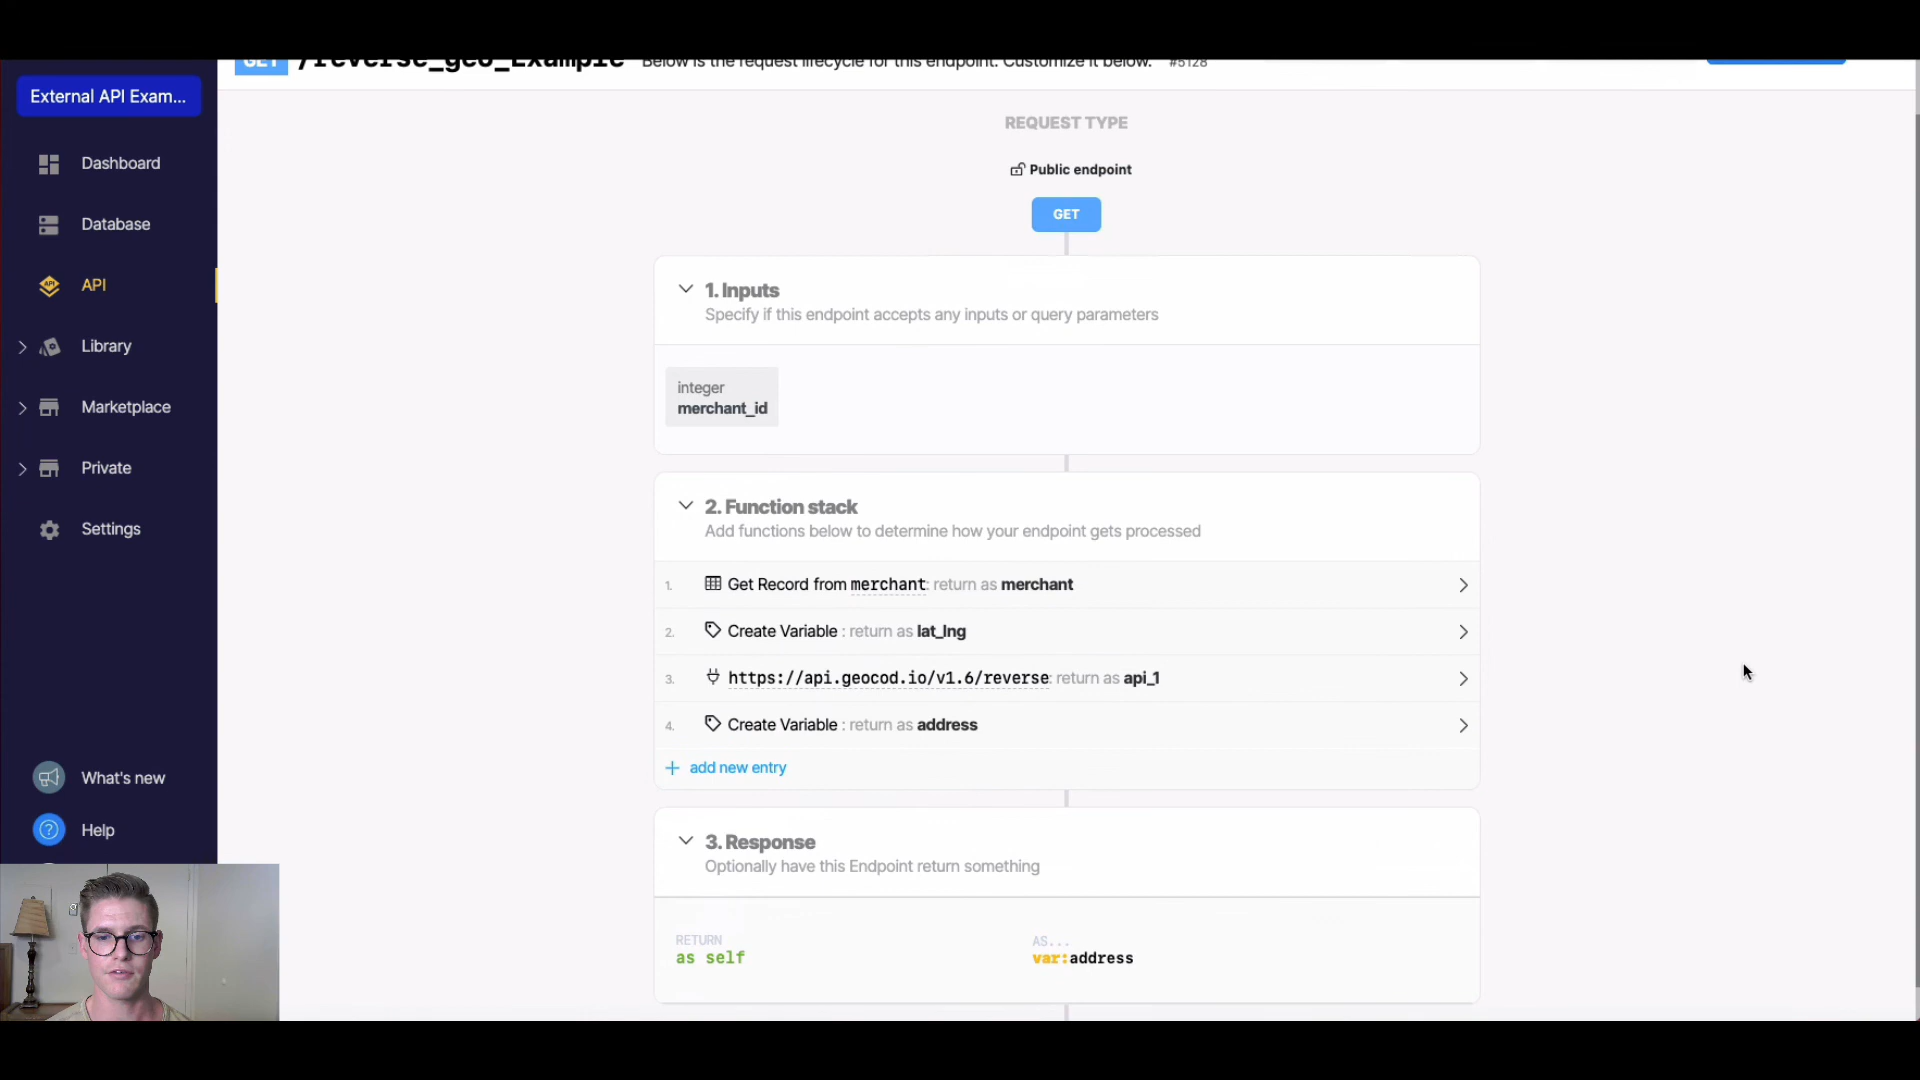 GET /reverse_geo_Example Below is the request lifecycle for this endpoint. Customize it below. #5128
External API Exam...
Dashboard
Database
API
Library
Marketplace
Private
Settings
What's new
Help
REQUEST TYPE
Public endpoint
GET
1. Inputs
Specify if this endpoint accepts any inputs or query parameters
integer
merchant_id
2. Function stack
Add functions below to determine how your endpoint gets processed
1. Get Record from merchant: return as merchant
2. Create Variable : return as lat_lng
3. https://api.geocod.io/v1.6/reverse: return as api_1
4. Create Variable : return as address
+ add new entry
3. Response
Optionally have this Endpoint return something
RETURN
as self
AS...
var:address